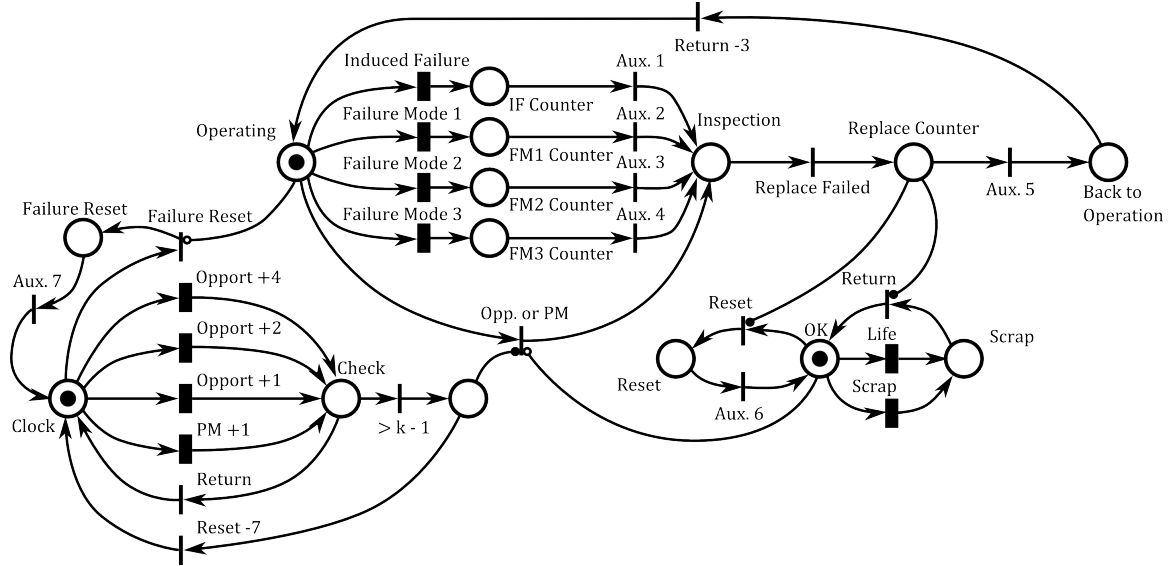 Return -3
Induced Failure
Aux. 1
IF Counter
Operating
Failure Mode 1
Aux. 2
Inspection
Replace Counter
FM1 Counter
Failure Mode 2
Aux. 3
Replace Failed
Aux. 5
Back to
Operation
FM2 Counter
Failure Reset
Failure Reset
Failure Mode 3
Aux. 4
FM3 Counter
Aux. 7
Opport +4
Return
Opp. or PM
Reset
Opport +2
OK
Life
Scrap
Check
Reset
Opport +1
Scrap
Aux. 6
Clock
> k - 1
PM +1
Return
Reset -7